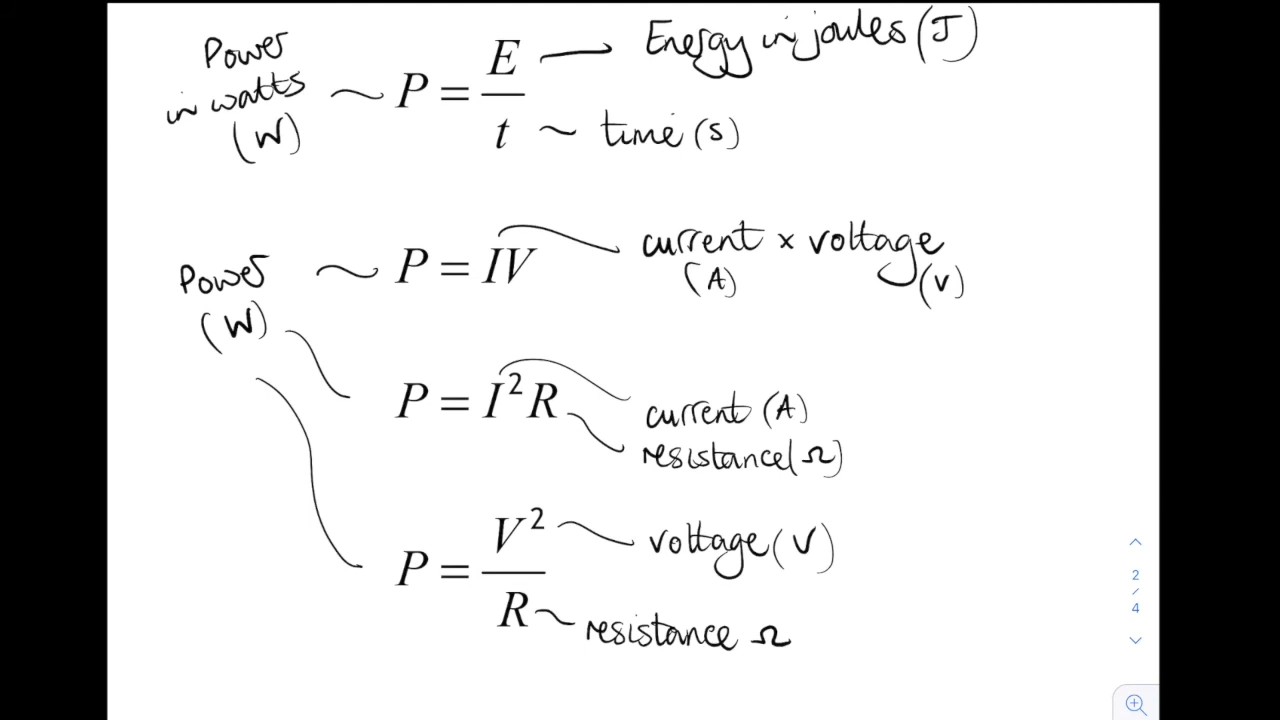 Power in watts (W) ~ P = E/t — Energy in joules (J)
~ time (s)
Power (W) ~ P = IV — current × voltage
(A) (V)
P = I²R — current (A)
resistance (Ω)
P = V²/R — voltage (V)
~ resistance Ω
2
/
4